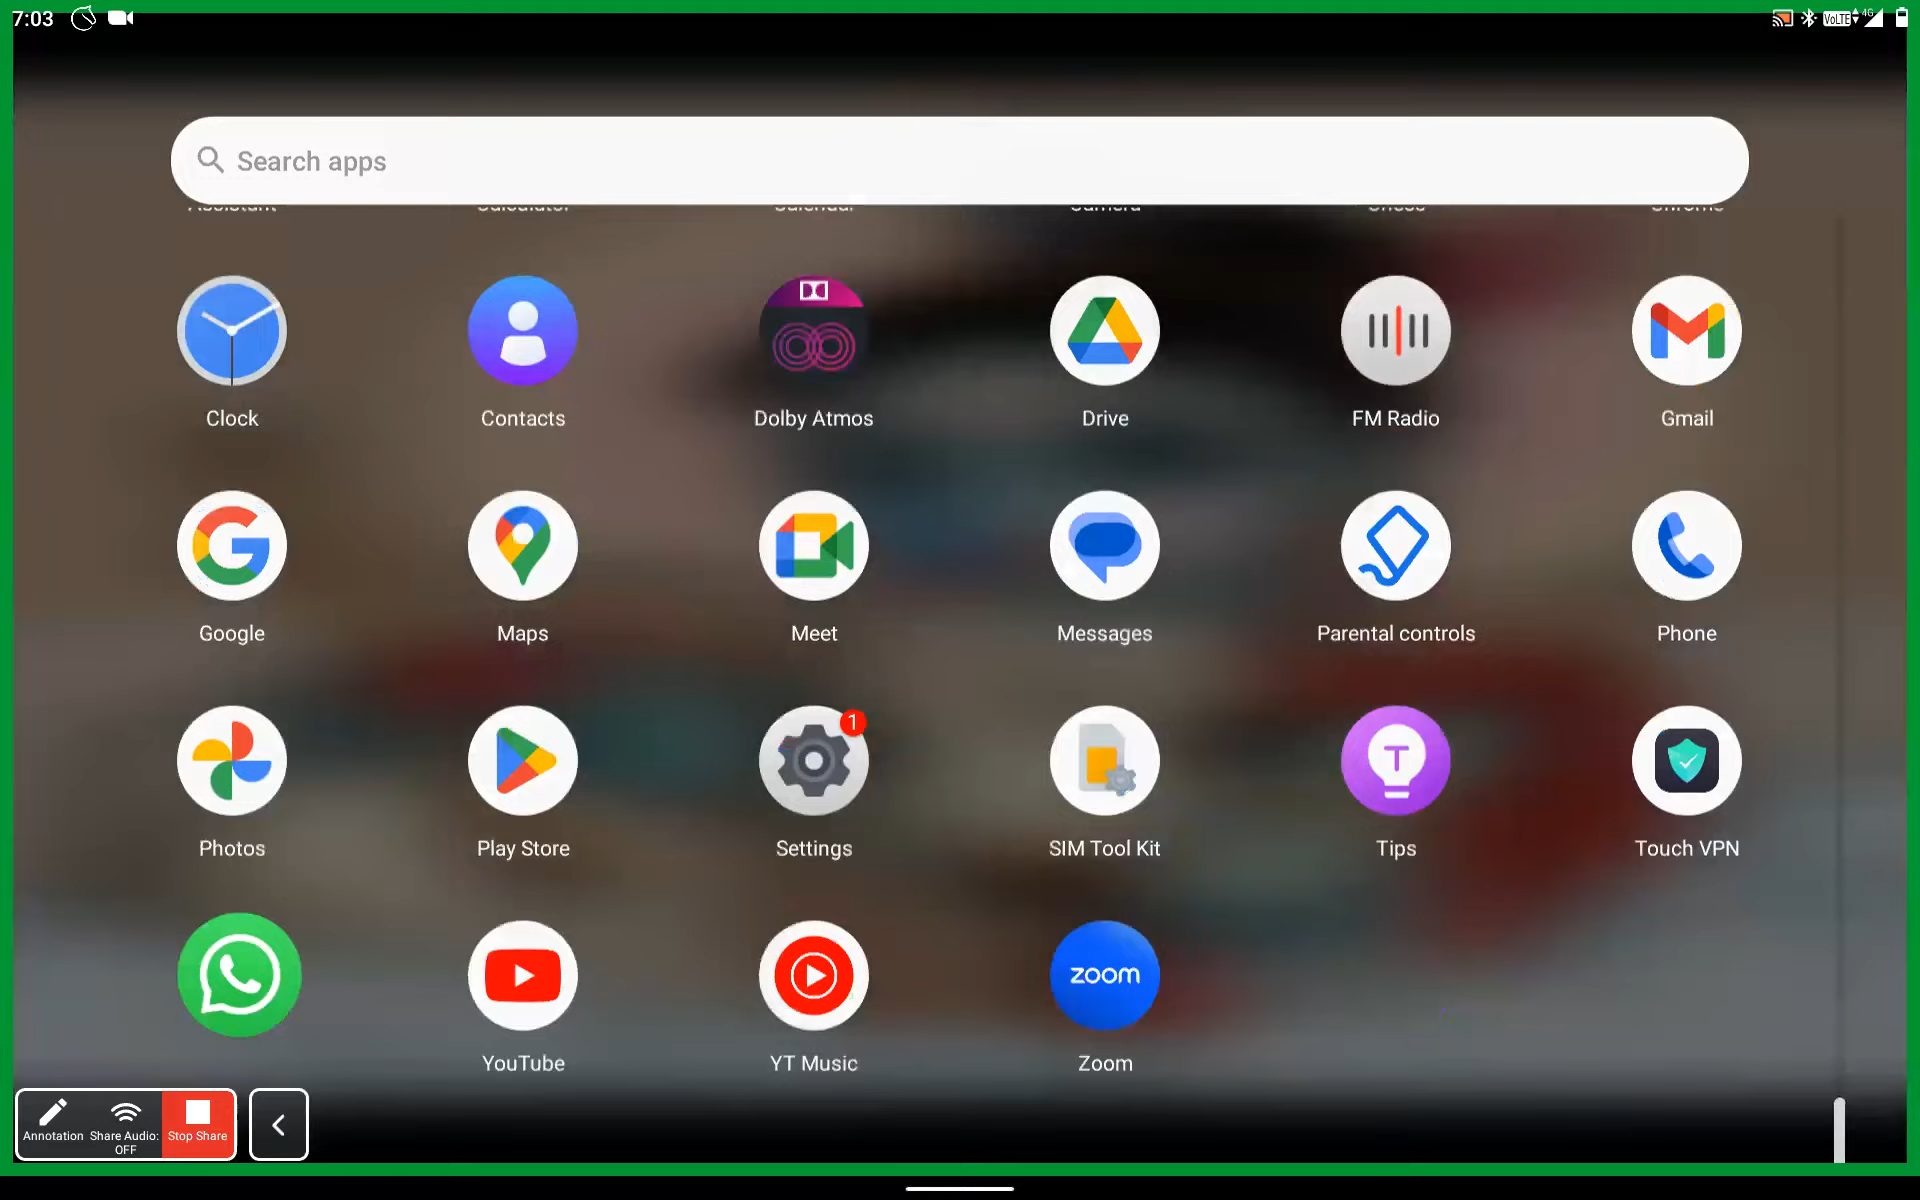 7:03
VoLTE 4G
Search apps
Clock Contacts Dolby Atmos Drive FM Radio Gmail
Google Maps Meet Messages Parental controls Phone
1
T
Photos Play Store Settings SIM Tool Kit Tips Touch VPN
zoom
YouTube YT Music Zoom
Annotation Share Audio: Stop Share
OFF